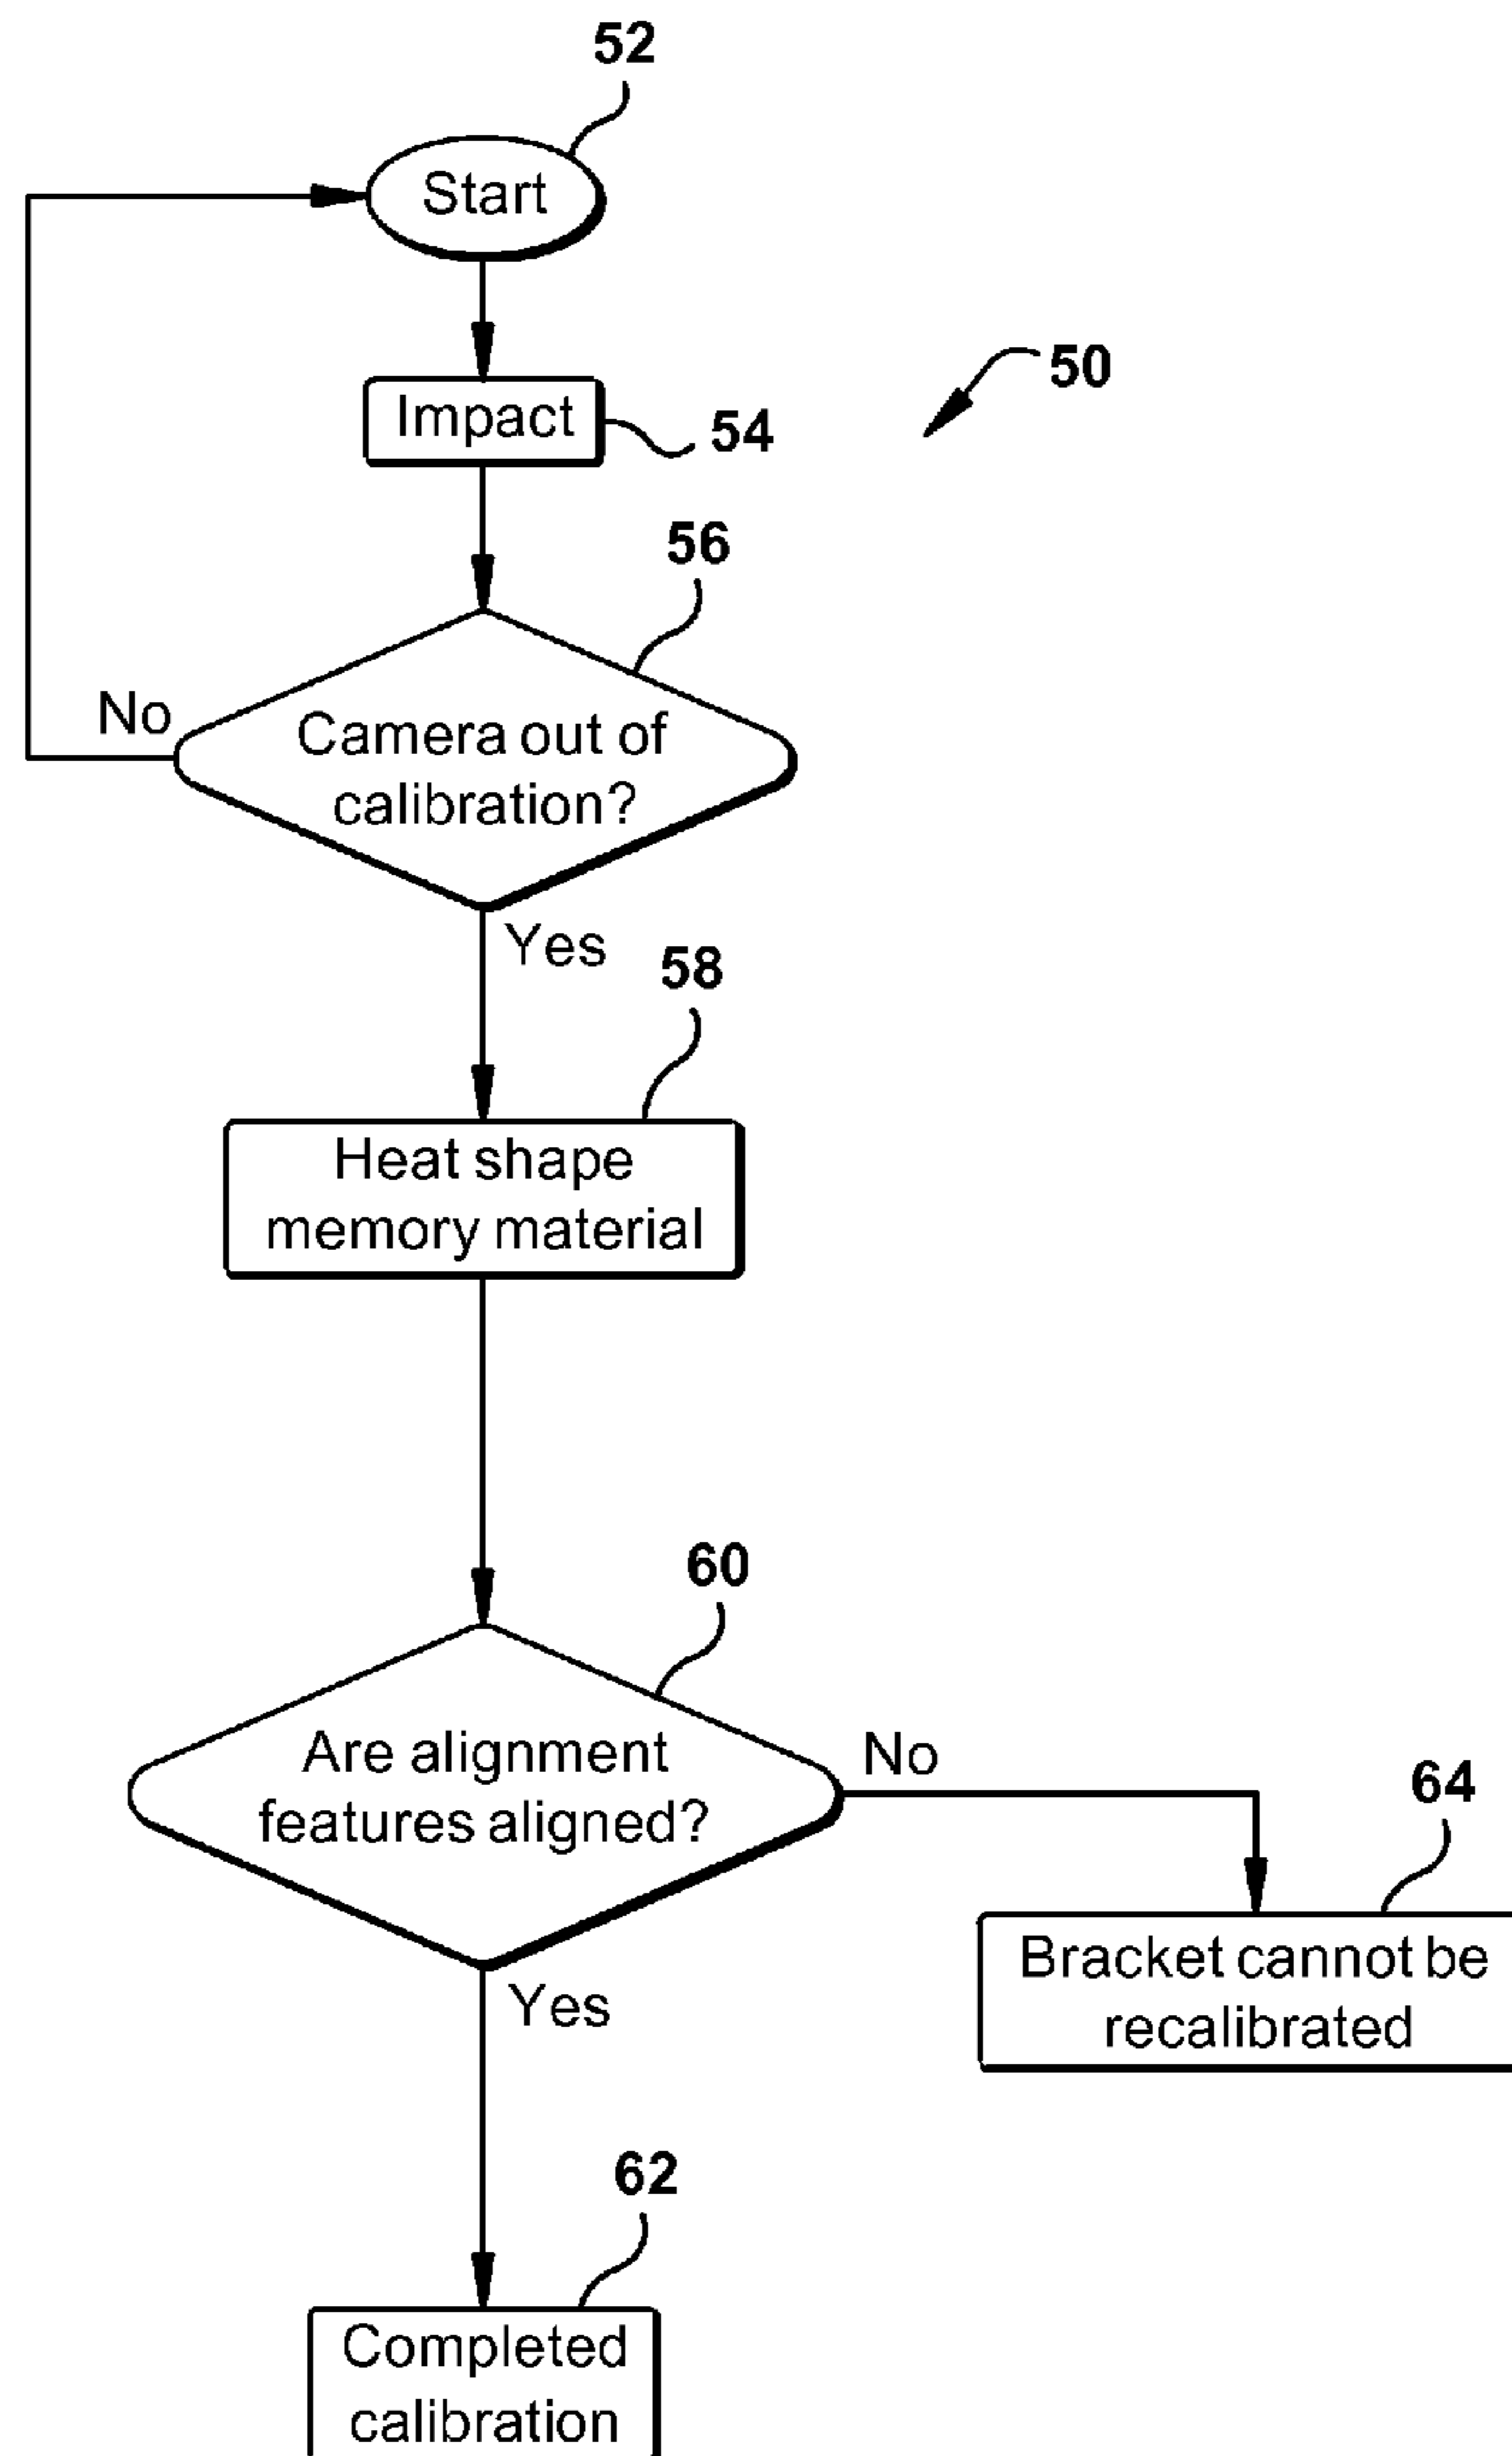 52
Start
50
Impact
54
56
No
Camera out of
calibration?
Yes
58
Heat shape
memory material
60
Are alignment
features aligned?
No
64
Bracket cannot be
recalibrated
Yes
62
Completed
calibration